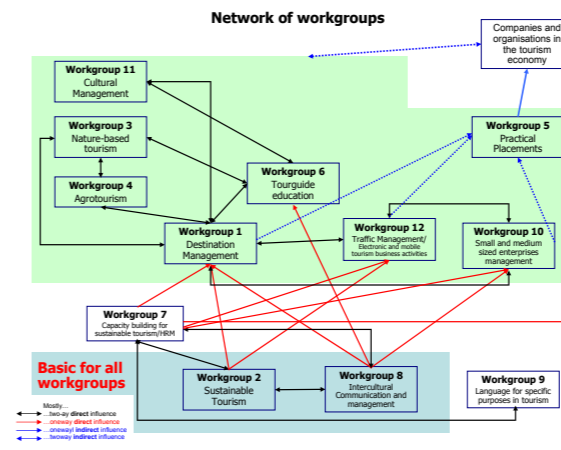 Network of workgroups
Companies and
organisations in
the tourism
economy
Workgroup 11
Cultural
Management
Workgroup 3
Nature-based
tourism
Workgroup 5
Practical
Placements
Workgroup 6
Tourguide
education
Workgroup 4
Agrotourism
Workgroup 1
Destination
Management
Workgroup 12
Traffic Management/
Electronic and mobile
tourism business activities
Workgroup 10
Small and medium
sized enterprises
management
Workgroup 7
Capacity building for
sustainable tourism/HRM
Basic for all
workgroups
Workgroup 2
Sustainable
Tourism
Workgroup 8
Intercultural
Communication and
management
Workgroup 9
Language for specific
purposes in tourism
Mostly...
...two-ay direct influence
...oneway direct influence
...onewayl indirect influence
...twoway indirect influence